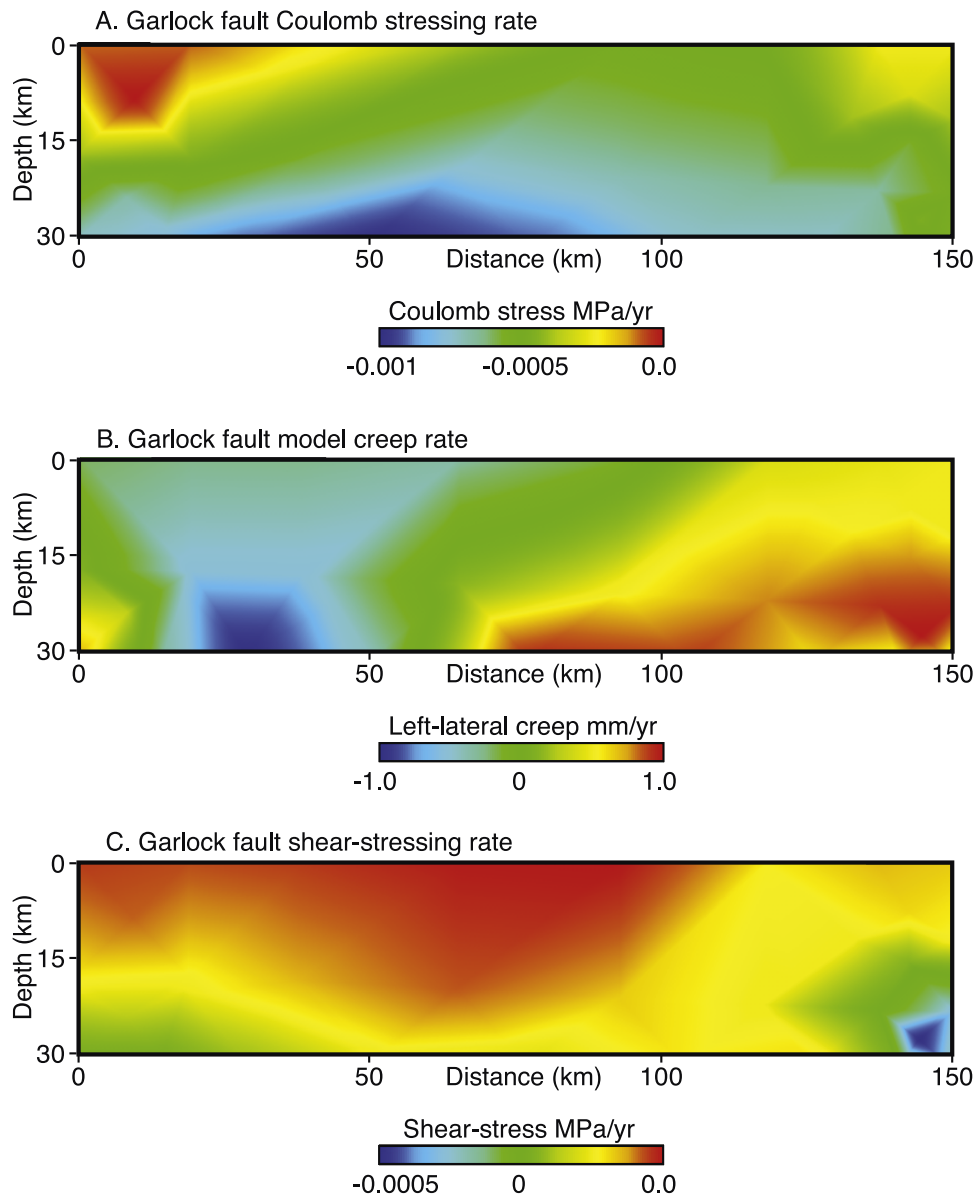 A. Garlock fault Coulomb stressing rate
0
15
30
Depth (km)
0 50 Distance (km) 100 150
Coulomb stress MPa/yr
-0.001 -0.0005 0.0
B. Garlock fault model creep rate
0
15
30
Depth (km)
0 50 Distance (km) 100 150
Left-lateral creep mm/yr
-1.0 0 1.0
C. Garlock fault shear-stressing rate
0
15
30
Depth (km)
0 50 Distance (km) 100 150
Shear-stress MPa/yr
-0.0005 0 0.0